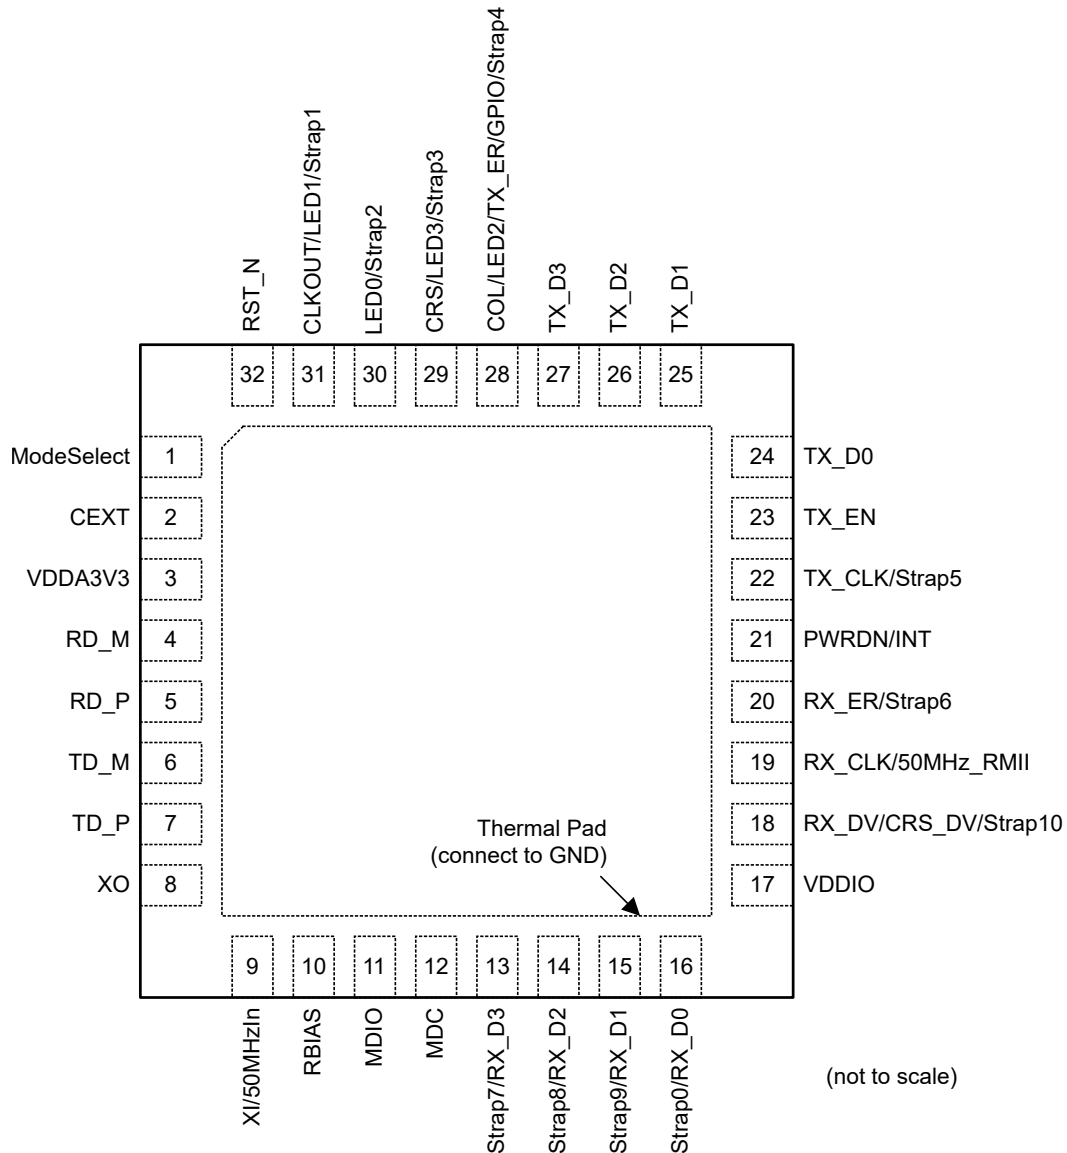 RST_N
CLKOUT/LED1/Strap1
LED0/Strap2
CRS/LED3/Strap3
COL/LED2/TX_ER/GPIO/Strap4
TX_D3
TX_D2
TX_D1
32
31
30
29
28
27
26
25
ModeSelect 1
CEXT 2
VDDA3V3 3
RD_M 4
RD_P 5
TD_M 6
TD_P 7
XO 8
24 TX_D0
23 TX_EN
22 TX_CLK/Strap5
21 PWRDN/INT
20 RX_ER/Strap6
19 RX_CLK/50MHz_RMII
18 RX_DV/CRS_DV/Strap10
17 VDDIO
Thermal Pad
(connect to GND)
9
10
11
12
13
14
15
16
XI/50MHzIn
RBIAS
MDIO
MDC
Strap7/RX_D3
Strap8/RX_D2
Strap9/RX_D1
Strap0/RX_D0
(not to scale)